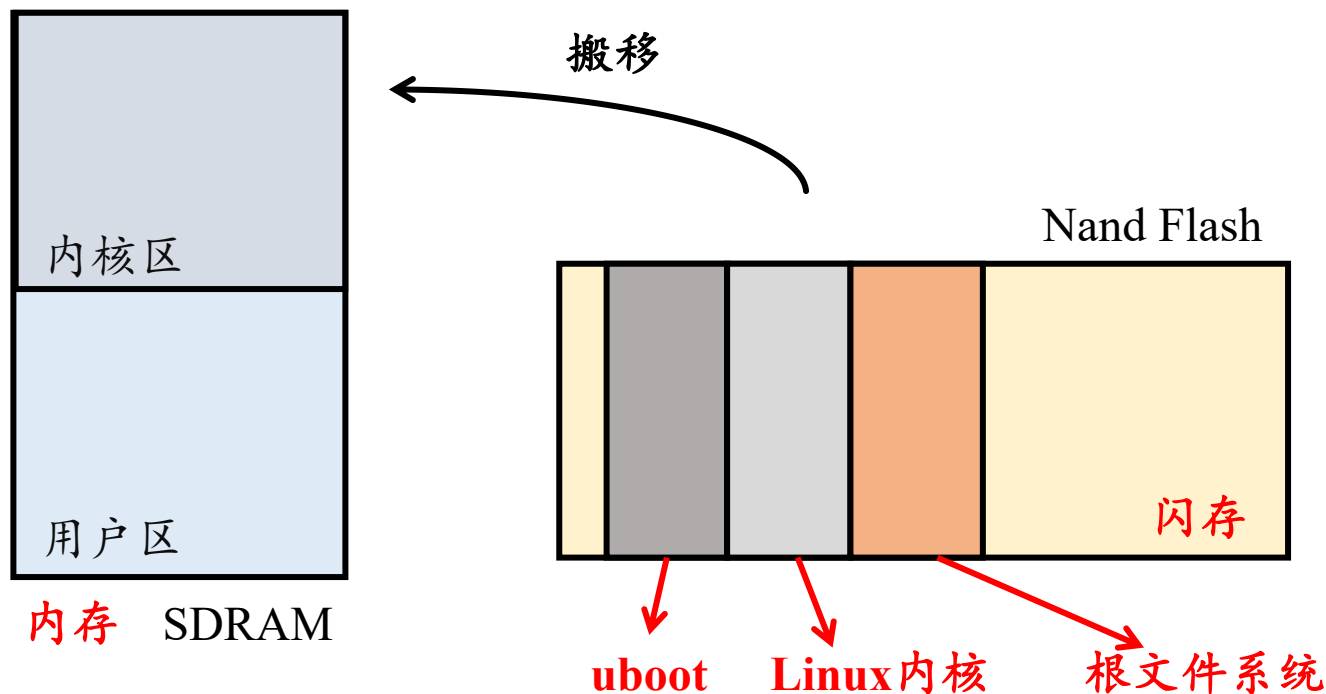 搬移
Nand Flash
内核区
用户区
闪存
内存 SDRAM
uboot Linux内核 根文件系统